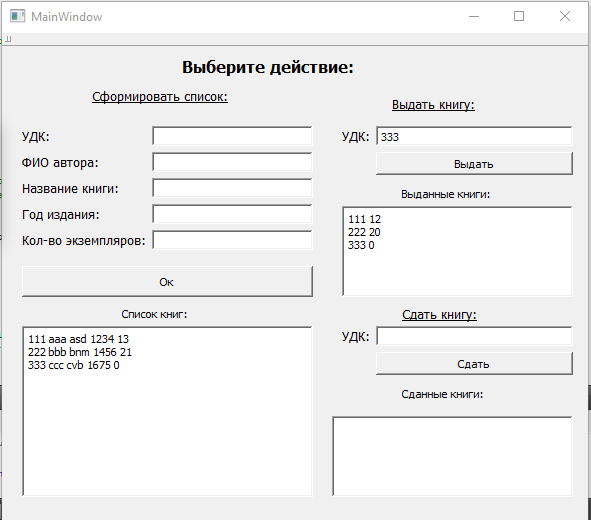 MainWindow
Выберите действие:
Сформировать список:
УДК:
ФИО автора:
Название книги:
Год издания:
Кол-во экземпляров:
Ок
Список книг:
111 aaa asd 1234 13
222 bbb bnm 1456 21
333 ccc cvb 1675 0
Выдать книгу:
УДК: 333
Выдать
Выданные книги:
111 12
222 20
333 0
Сдать книгу:
УДК:
Сдать
Сданные книги: